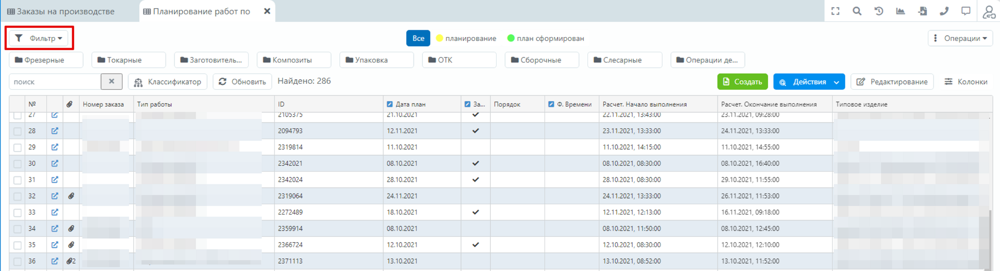 Заказы на производстве Планирование работ по
Фильтр Все планирование план сформирован Операции
Фрезерные Токарные Заготовитель... Композиты Упаковка ОТК Сборочные Слесарные Операции де...
поиск Классификатор Обновить Найдено: 286 Создать Действия Редактирование Колонки
№ Номер заказа Тип работы ID Дата план За... Порядок Ф. Времени Расчет. Начало выполнения Расчет. Окончание выполнения Типовое изделие
27 2105375 21.10.2021 22.11.2021, 13:43:00 23.11.2021, 09:28:00
28 2094793 12.11.2021 23.11.2021, 13:33:00 24.11.2021, 13:33:00
29 2319814 11.10.2021 11.10.2021, 14:15:00 11.10.2021, 14:55:00
30 2342021 08.10.2021 08.10.2021, 08:30:00 08.10.2021, 16:40:00
31 2342024 28.10.2021 28.10.2021, 08:30:00 29.10.2021, 11:55:00
32 2319064 24.11.2021 24.11.2021, 13:33:00 26.11.2021, 11:53:00
33 2272489 18.10.2021 12.11.2021, 12:13:00 16.11.2021, 09:18:00
34 2359914 08.10.2021 08.10.2021, 11:50:00 08.10.2021, 12:45:00
35 2366724 12.10.2021 12.10.2021, 08:30:00 12.10.2021, 12:10:00
36 2 2371113 13.10.2021 13.10.2021, 08:52:00 13.10.2021, 11:52:00